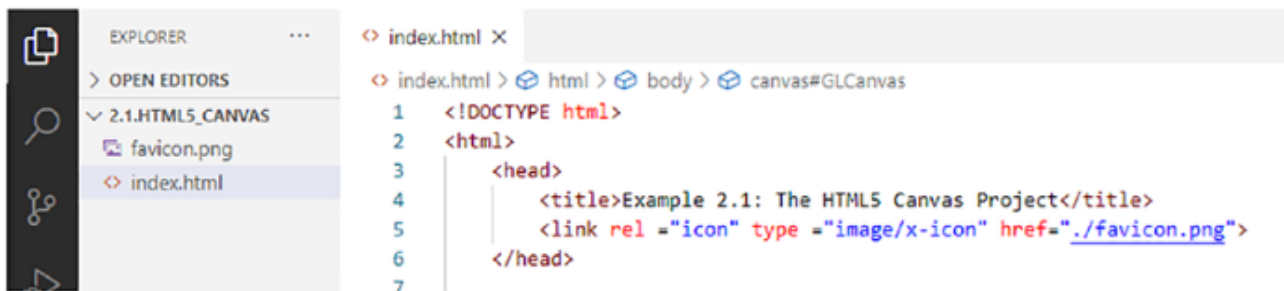 EXPLORER ...
> OPEN EDITORS
2.1.HTML5_CANVAS
favicon.png
index.html
<> index.html ×
<> index.html > html > body > canvas#GLCanvas
1 <!DOCTYPE html>
2 <html>
3 <head>
4 <title>Example 2.1: The HTML5 Canvas Project</title>
5 <link rel ="icon" type ="image/x-icon" href="./favicon.png">
6 </head>
7